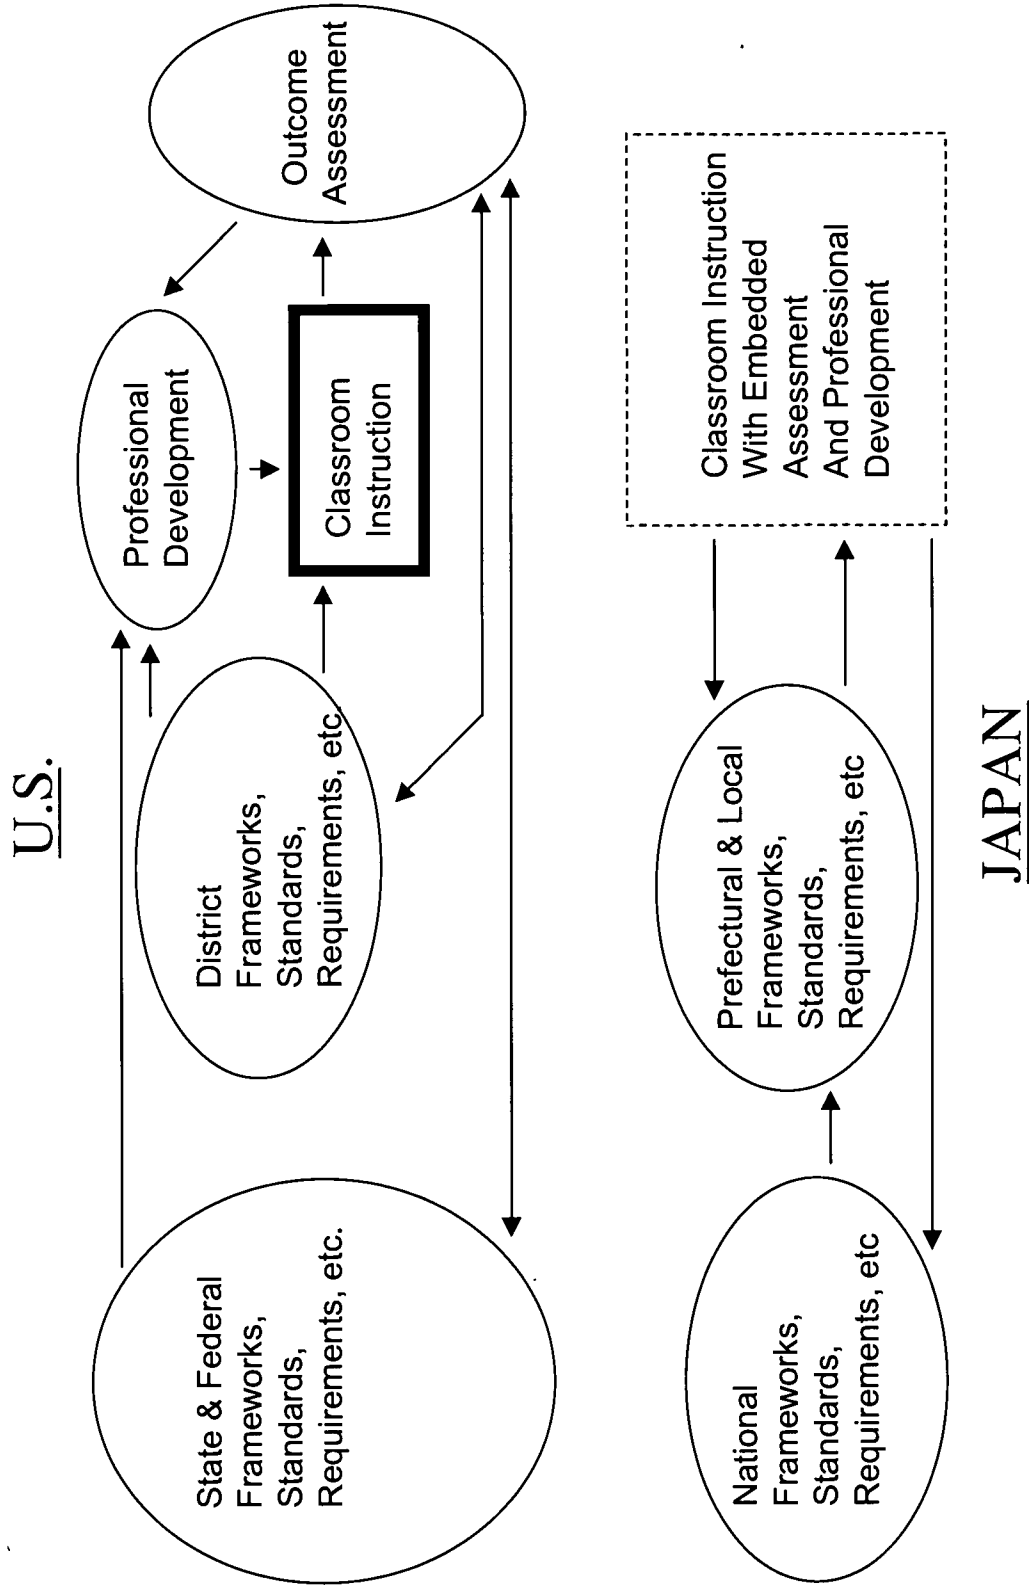 U.S.
State & Federal
Frameworks,
Standards,
Requirements, etc.
District
Frameworks,
Standards,
Requirements, etc.
Professional
Development
Classroom
Instruction
Outcome
Assessment
National
Frameworks,
Standards,
Requirements, etc
Prefectural & Local
Frameworks,
Standards,
Requirements, etc
Classroom Instruction
With Embedded
Assessment
And Professional
Development
JAPAN